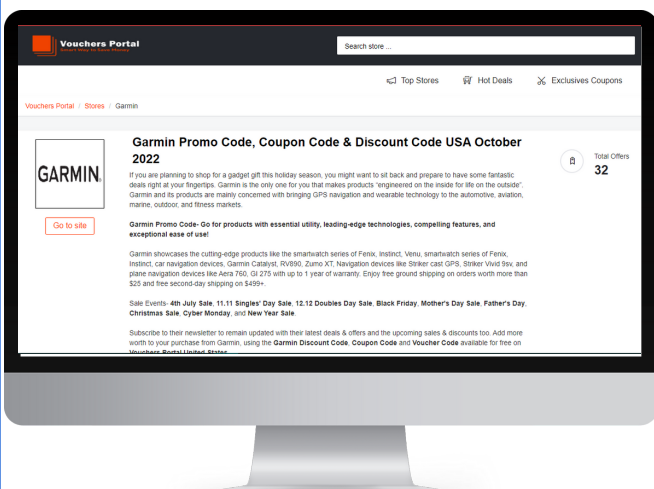 Vouchers Portal
Smart Way to Save Money
Search store ...
Top Stores
Hot Deals
Exclusives Coupons
Vouchers Portal / Stores / Garmin
GARMIN.
Go to site
Garmin Promo Code, Coupon Code & Discount Code USA October
2022
Total Offers
32
If you are planning to shop for a gadget gift this holiday season, you might want to sit back and prepare to have some fantastic
deals right at your fingertips. Garmin is the only one for you that makes products “engineered on the inside for life on the outside”.
Garmin and its products are mainly concerned with bringing GPS navigation and wearable technology to the automotive, aviation,
marine, outdoor, and fitness markets.
Garmin Promo Code- Go for products with essential utility, leading-edge technologies, compelling features, and
exceptional ease of use!
Garmin showcases the cutting-edge products like the smartwatch series of Fenix, Instinct, Venu, smartwatch series of Fenix,
Instinct, car navigation devices, Garmin Catalyst, RV890, Zumo XT, Navigation devices like Striker cast GPS, Striker Vivid 9sv, and
plane navigation devices like Aera 760, GI 275 with up to 1 year of warranty. Enjoy free ground shipping on orders worth more than
$25 and free second-day shipping on $499+.
Sale Events- 4th July Sale, 11.11 Singles' Day Sale, 12.12 Doubles Day Sale, Black Friday, Mother's Day Sale, Father's Day,
Christmas Sale, Cyber Monday, and New Year Sale.
Subscribe to their newsletter to remain updated with their latest deals & offers and the upcoming sales & discounts too. Add more
worth to your purchase from Garmin, using the Garmin Discount Code, Coupon Code and Voucher Code available for free on
Vouchers Portal United States